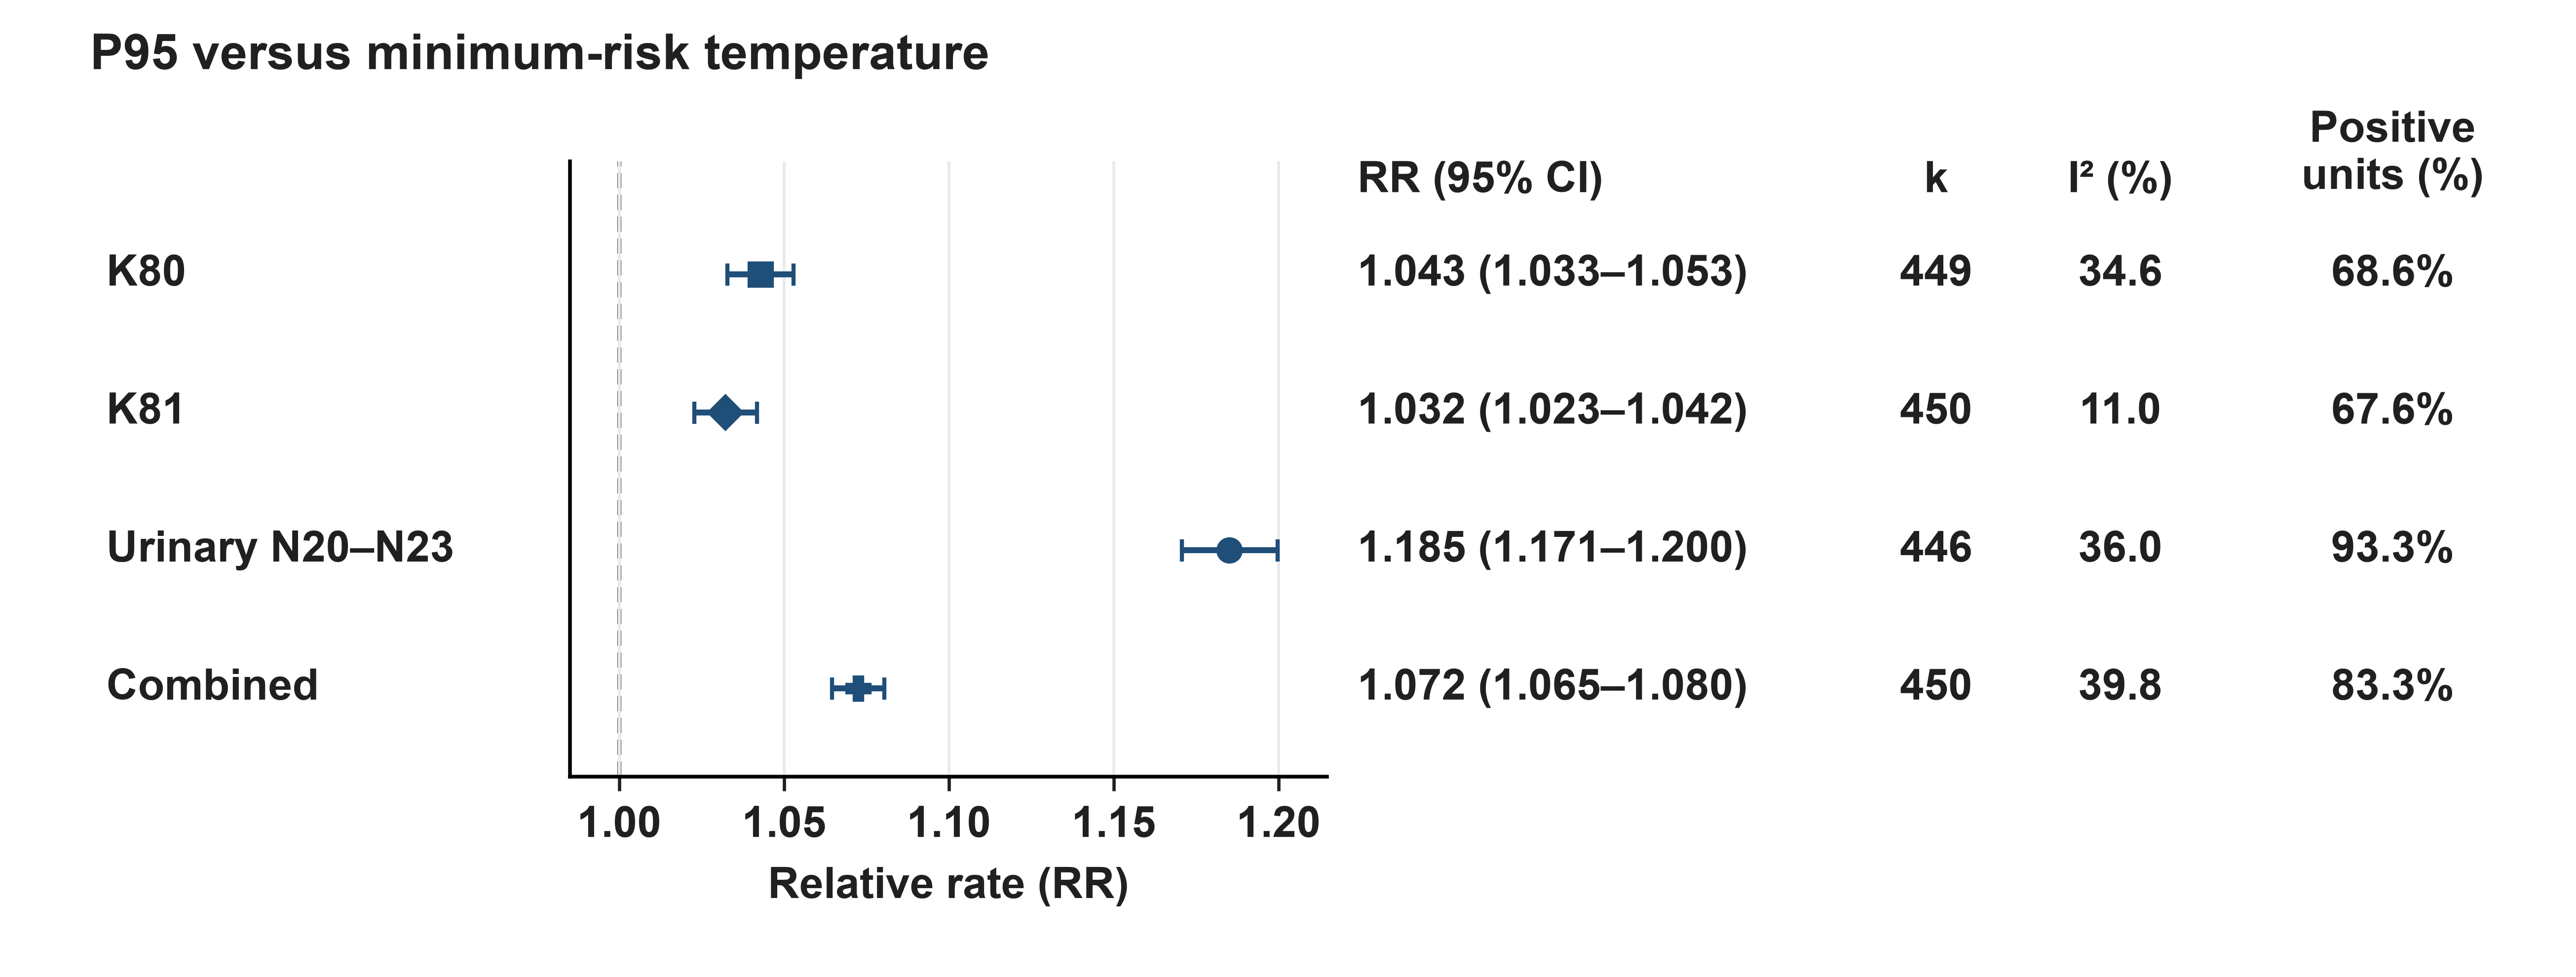 P95 versus minimum-risk temperature
Positive
units (%)
RR (95% CI) k I² (%)
K80 1.043 (1.033–1.053) 449 34.6 68.6%
K81 1.032 (1.023–1.042) 450 11.0 67.6%
Urinary N20–N23 1.185 (1.171–1.200) 446 36.0 93.3%
Combined 1.072 (1.065–1.080) 450 39.8 83.3%
1.00 1.05 1.10 1.15 1.20
Relative rate (RR)